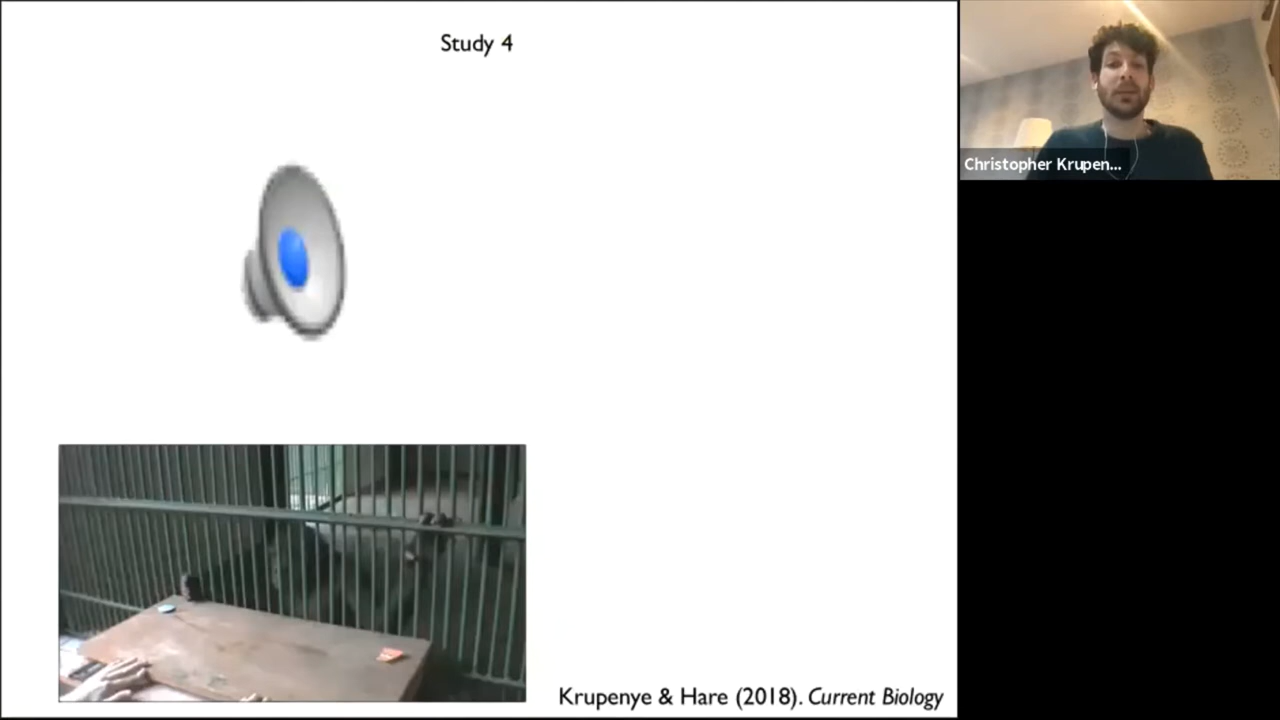 Study 4
Christopher Krupen...
Krupenye & Hare (2018). Current Biology